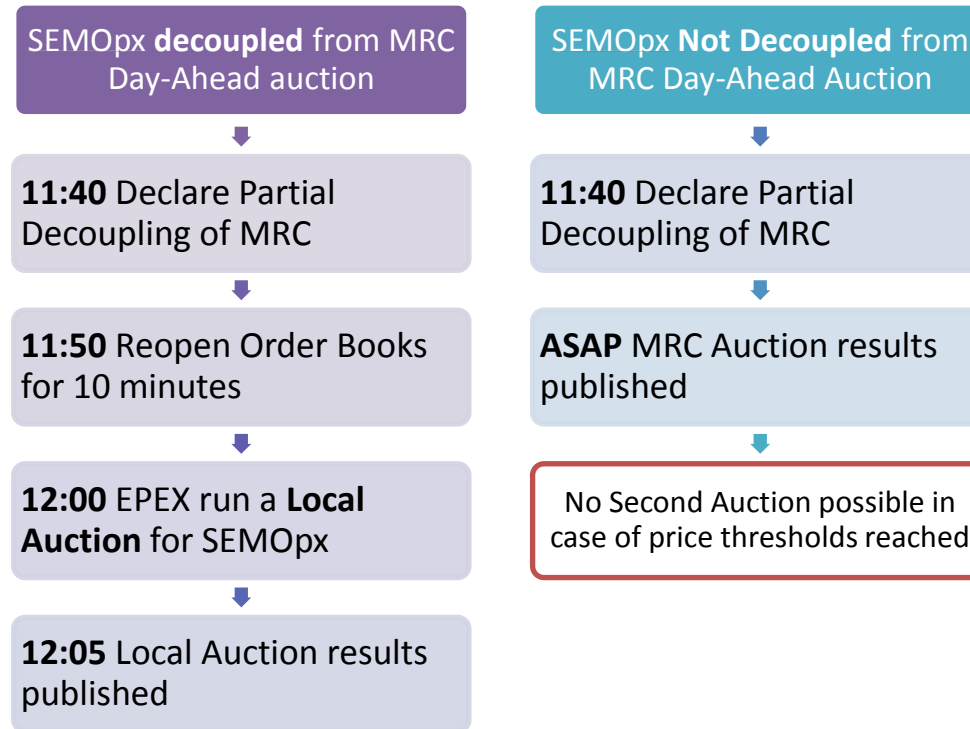 SEMOpx decoupled from MRC
Day-Ahead auction
11:40 Declare Partial
Decoupling of MRC
11:50 Reopen Order Books
for 10 minutes
12:00 EPEX run a Local
Auction for SEMOpx
12:05 Local Auction results
published
SEMOpx Not Decoupled from
MRC Day-Ahead Auction
11:40 Declare Partial
Decoupling of MRC
ASAP MRC Auction results
published
No Second Auction possible in
case of price thresholds reached